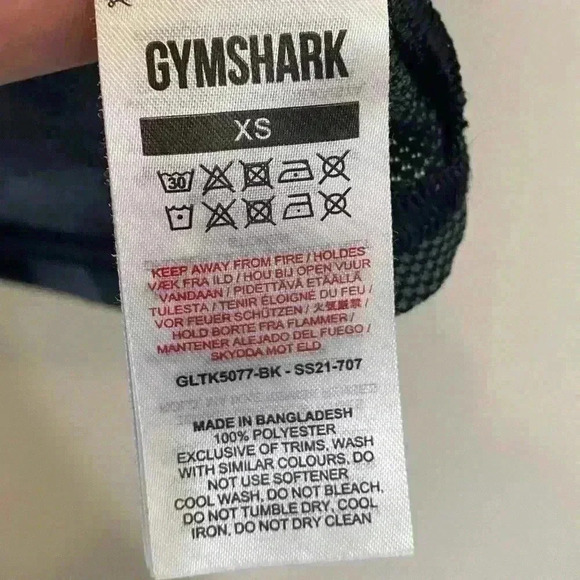 GYMSHARK
XS
30
KEEP AWAY FROM FIRE / HOLDES
VÆK FRA ILD / HOU BIJ OPEN VUUR
VANDAAN / PIDETTÄVÄ ETÄÄLLÄ
TULESTA / TENIR ÉLOIGNÉ DU FEU /
VOR FEUER SCHÜTZEN / 火気厳禁 /
HOLD BORTE FRA FLAMMER /
MANTENER ALEJADO DEL FUEGO /
SKYDDA MOT ELD
GLTK5077-BK - SS21-707
MADE IN BANGLADESH
100% POLYESTER
EXCLUSIVE OF TRIMS. WASH
WITH SIMILAR COLOURS. DO
NOT USE SOFTENER
COOL WASH. DO NOT BLEACH.
DO NOT TUMBLE DRY. COOL
IRON. DO NOT DRY CLEAN